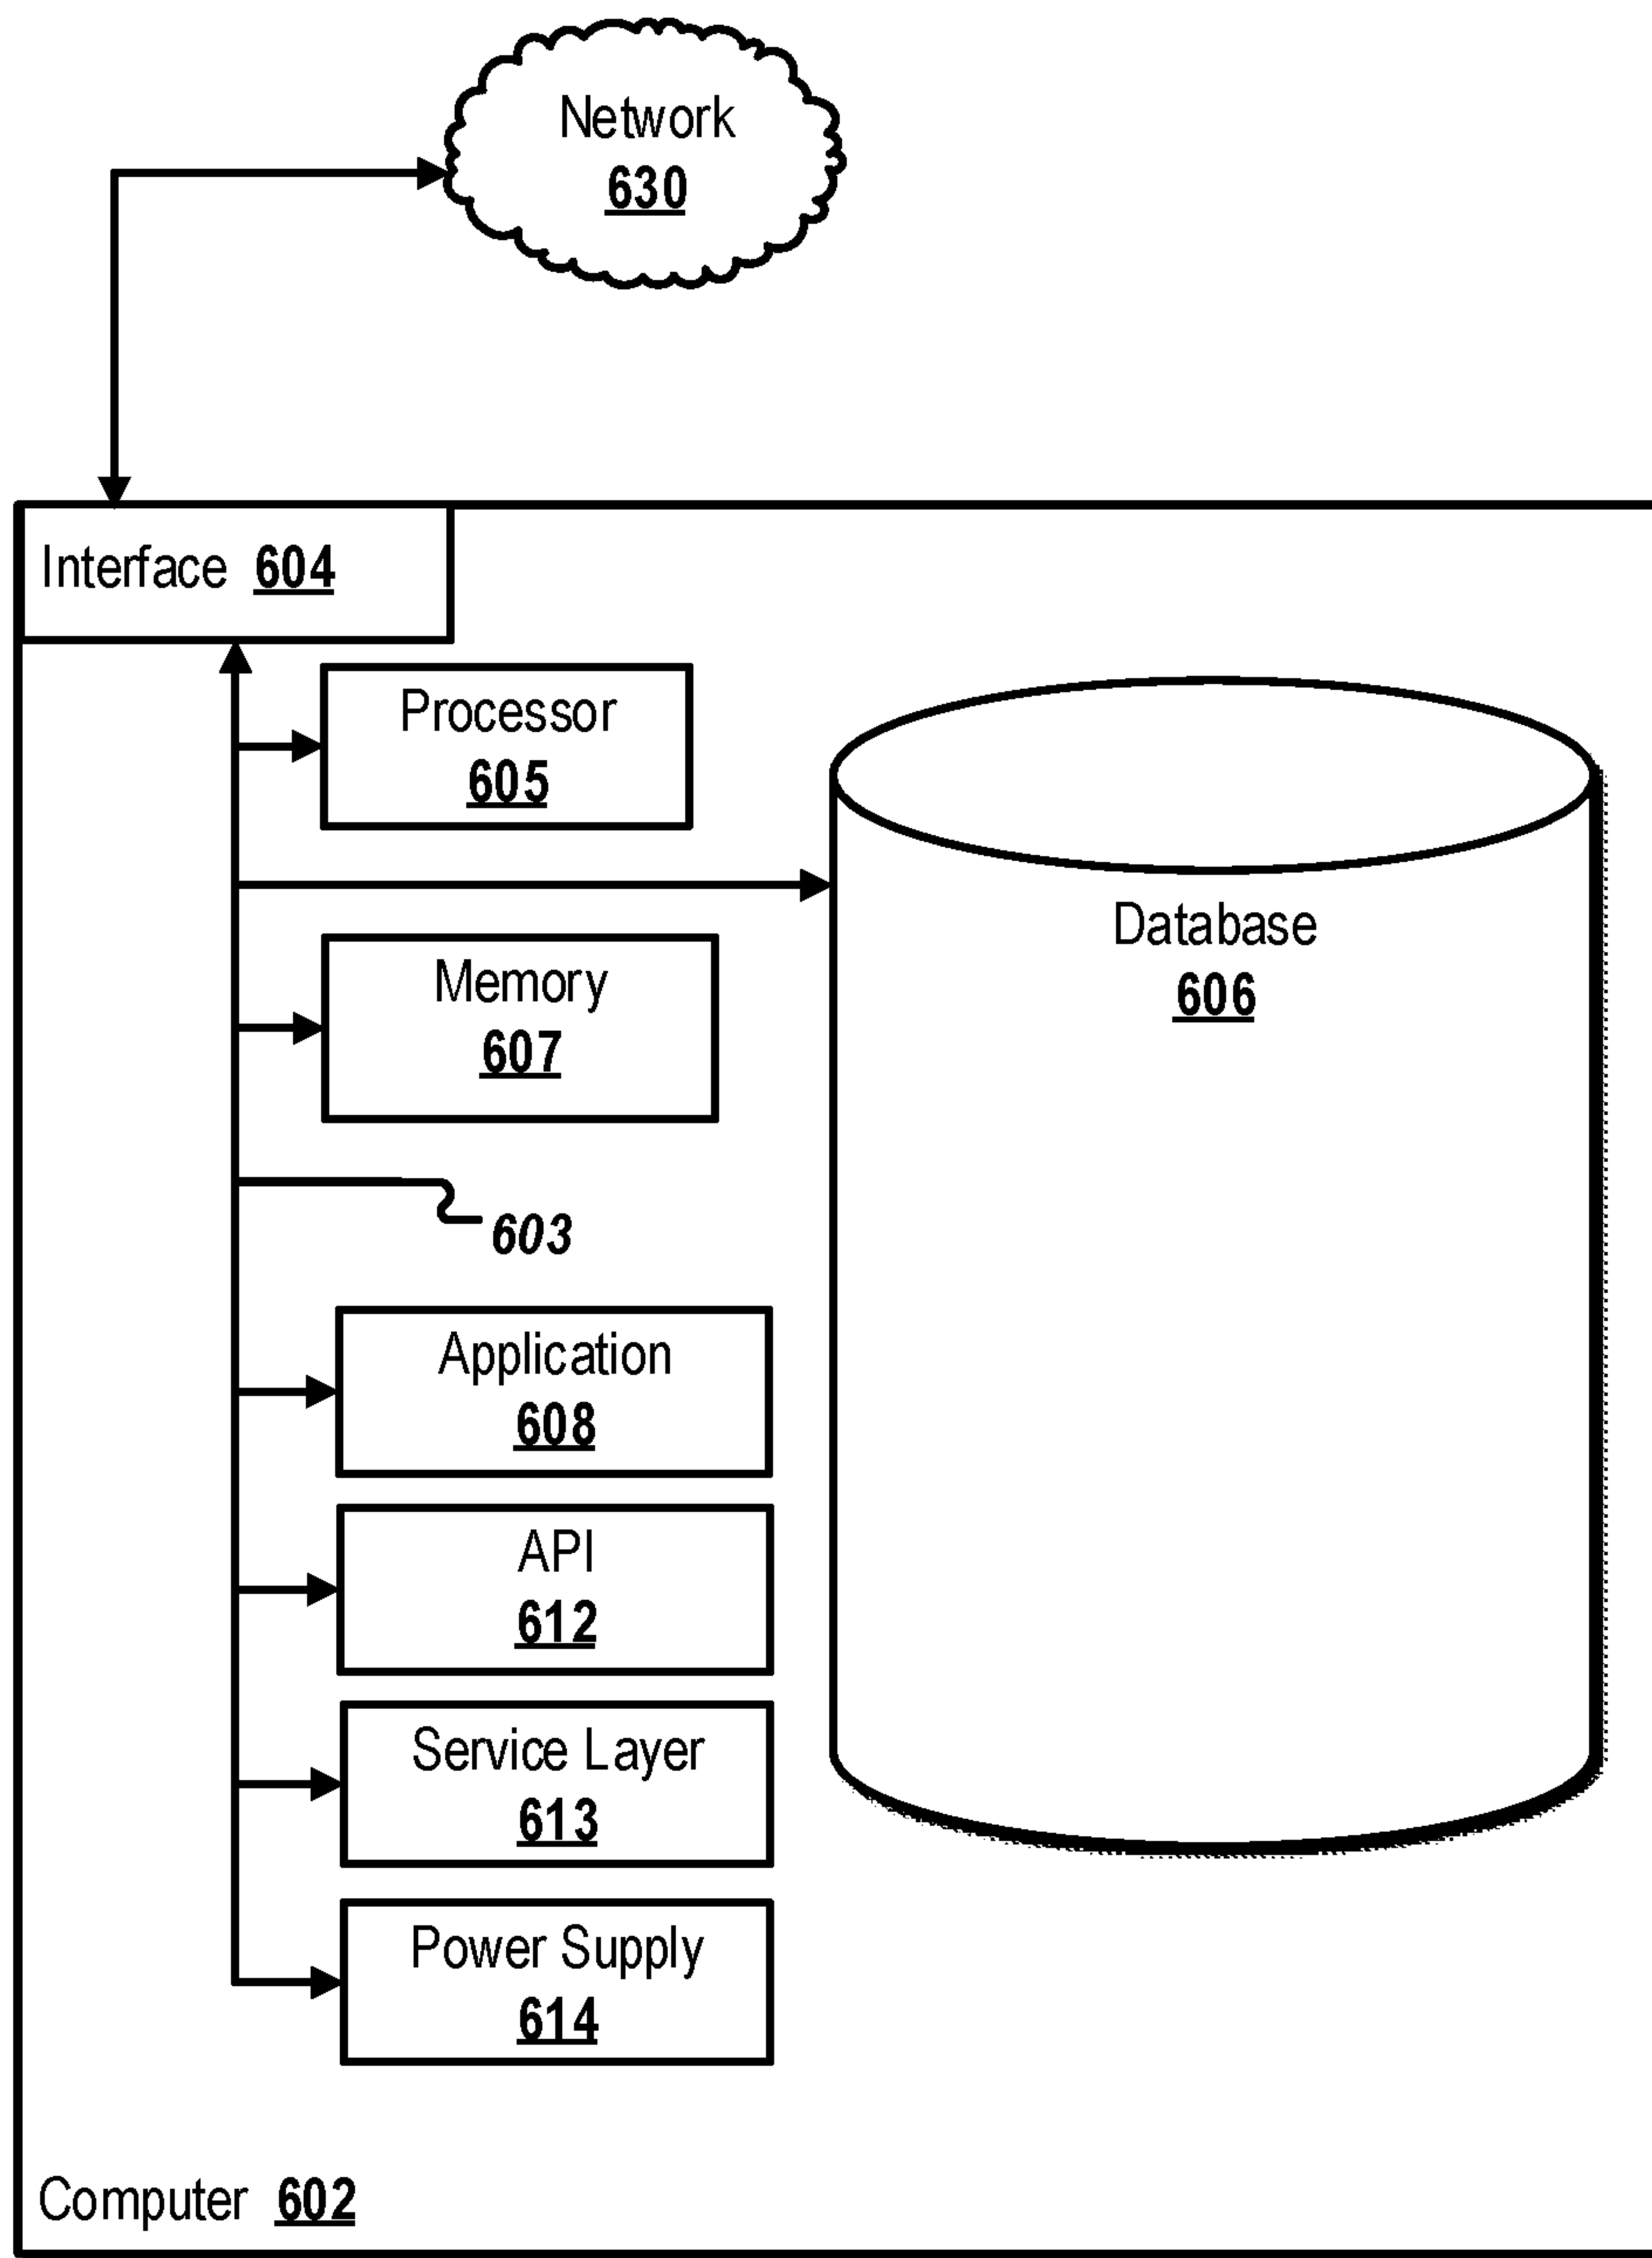 Network
630
Interface 604
Processor
605
Database
606
Memory
607
603
Application
608
API
612
Service Layer
613
Power Supply
614
Computer 602